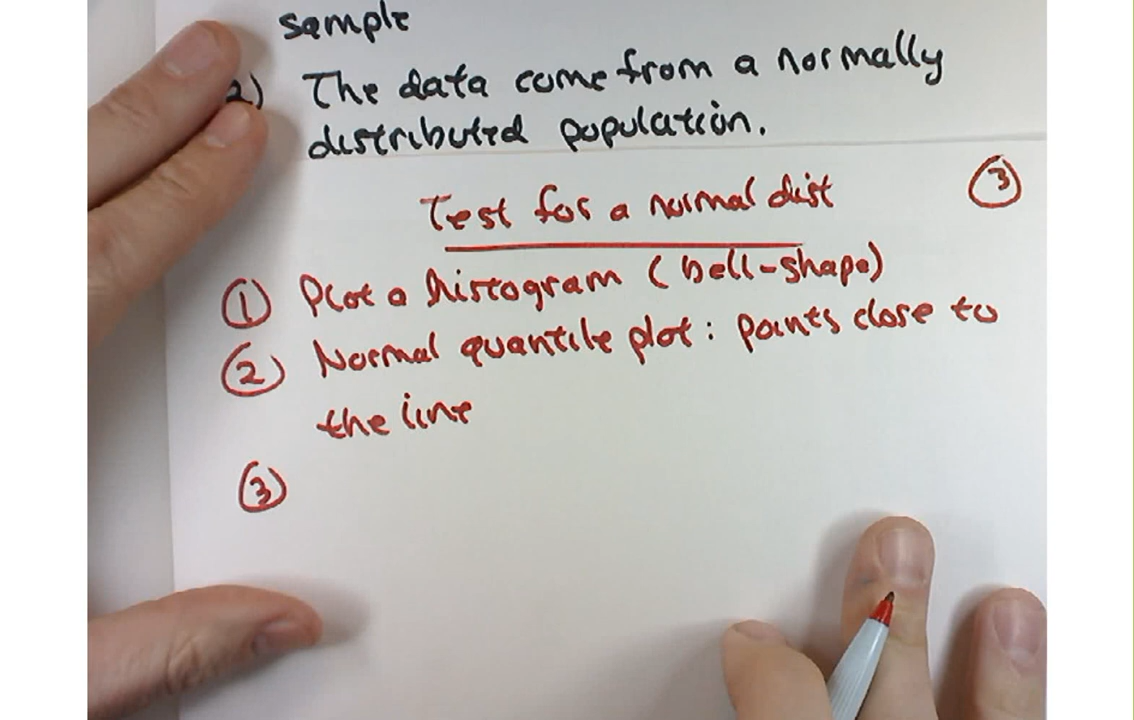 sample
2) The data come from a normally
distributed population.
Test for a normal dist
③
① Plot a histogram (bell-shape)
② Normal quantile plot: points close to
the line
③